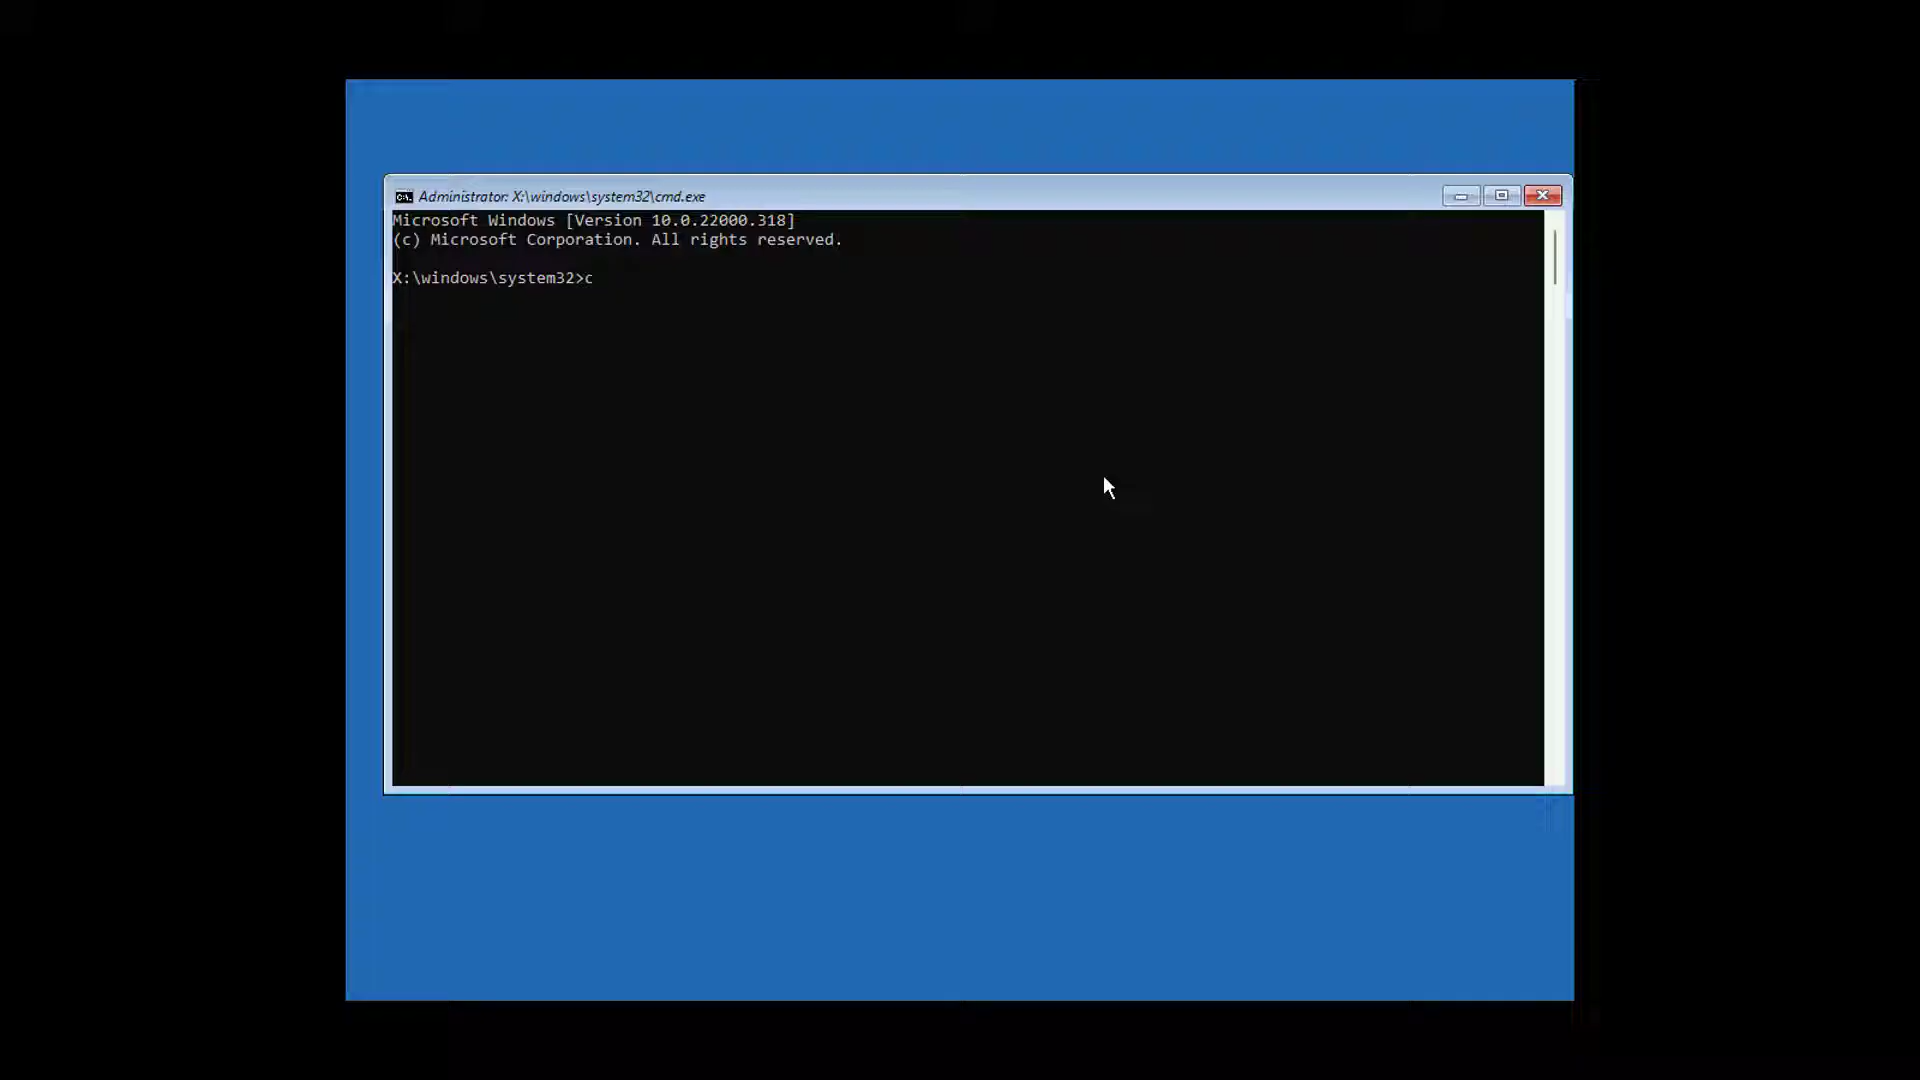 Administrator: X:\windows\system32\cmd.exe
Microsoft Windows [Version 10.0.22000.318]
(c) Microsoft Corporation. All rights reserved.
X:\windows\system32>c